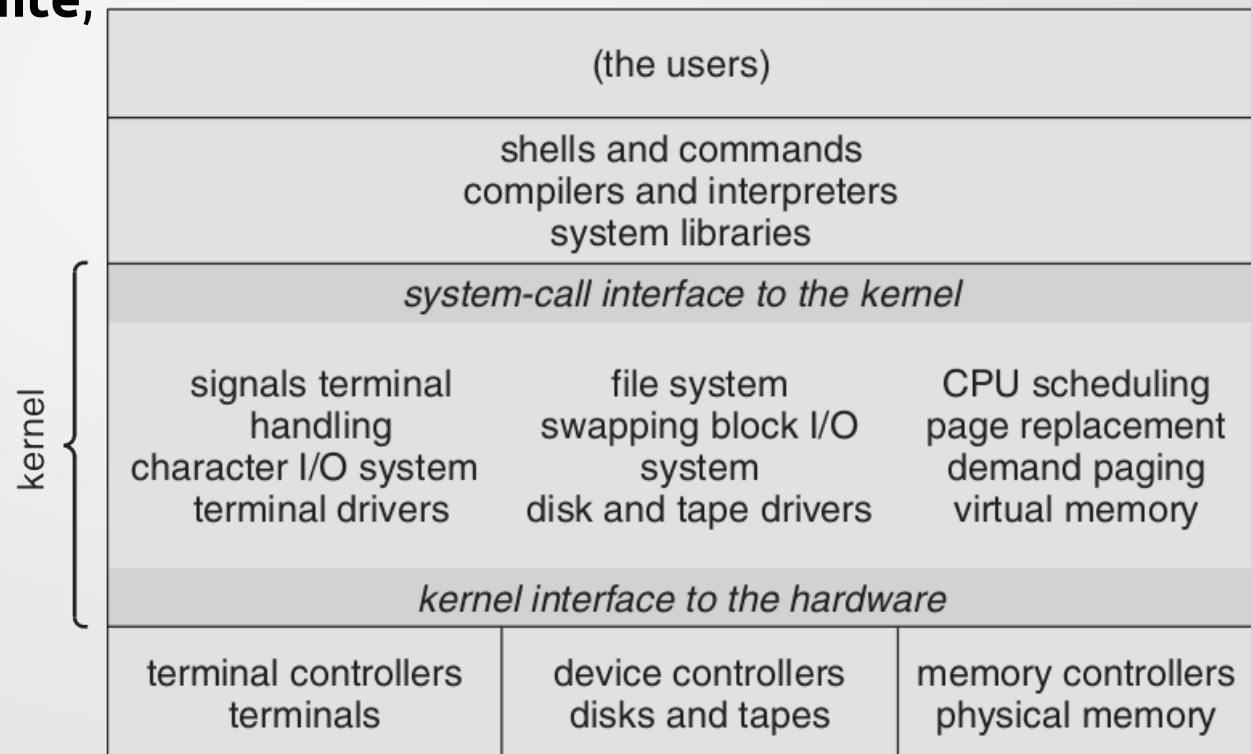 (the users)
shells and commands
compilers and interpreters
system libraries
system-call interface to the kernel
kernel
signals terminal
handling
character I/O system
terminal drivers
file system
swapping block I/O
system
disk and tape drivers
CPU scheduling
page replacement
demand paging
virtual memory
kernel interface to the hardware
terminal controllers
terminals
device controllers
disks and tapes
memory controllers
physical memory